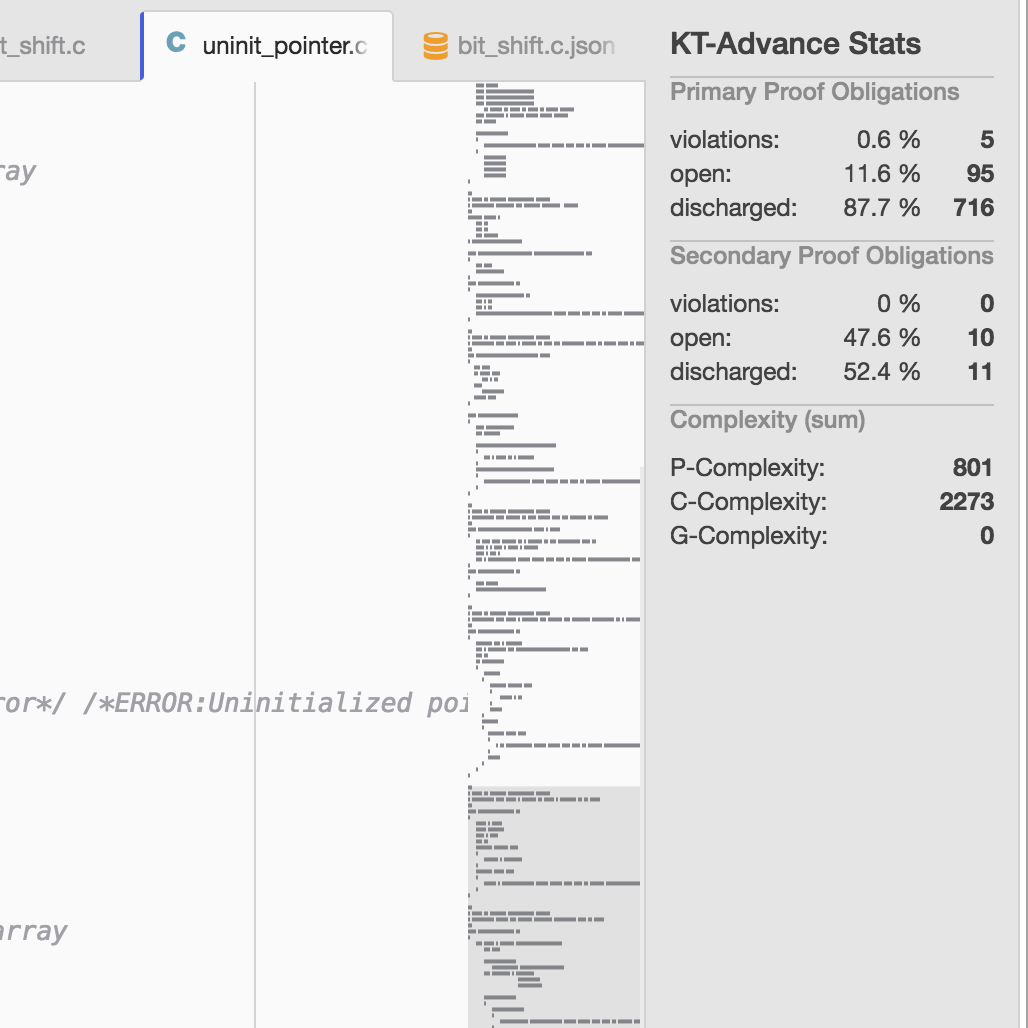 t_shift.c
uninit_pointer.c
bit_shift.c.json
ray
ror*/ /*ERROR:Uninitialized poi
array
KT-Advance Stats
Primary Proof Obligations
violations: 0.6 % 5
open: 11.6 % 95
discharged: 87.7 % 716
Secondary Proof Obligations
violations: 0 % 0
open: 47.6 % 10
discharged: 52.4 % 11
Complexity (sum)
P-Complexity: 801
C-Complexity: 2273
G-Complexity: 0